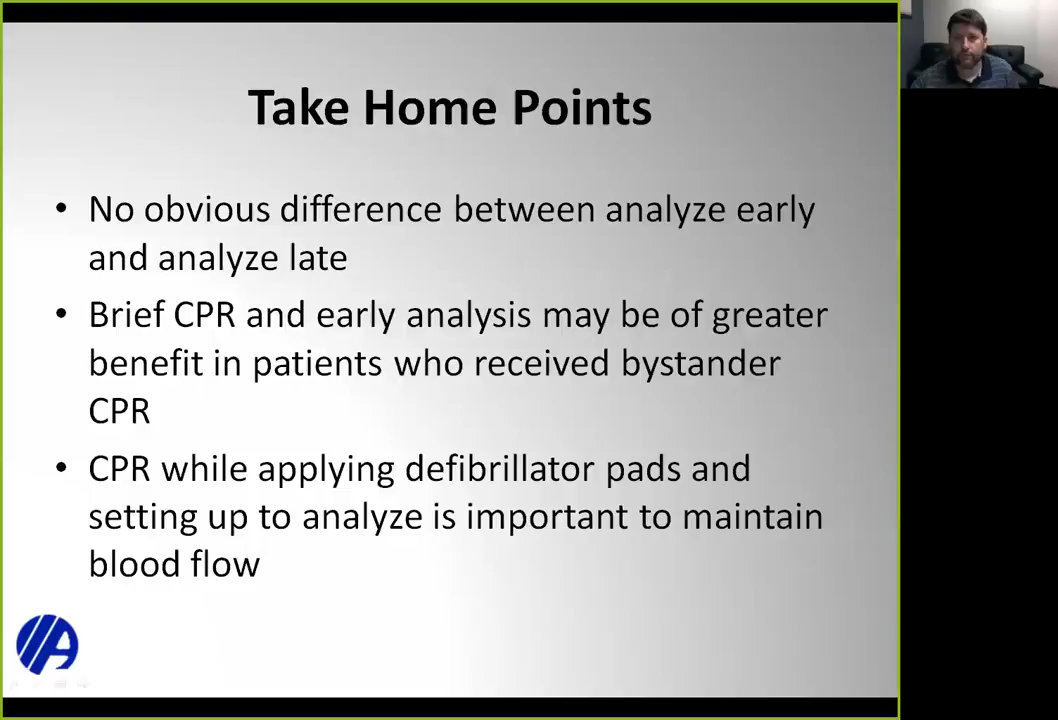 Take Home Points
• No obvious difference between analyze early
and analyze late
• Brief CPR and early analysis may be of greater
benefit in patients who received bystander
CPR
• CPR while applying defibrillator pads and
setting up to analyze is important to maintain
blood flow